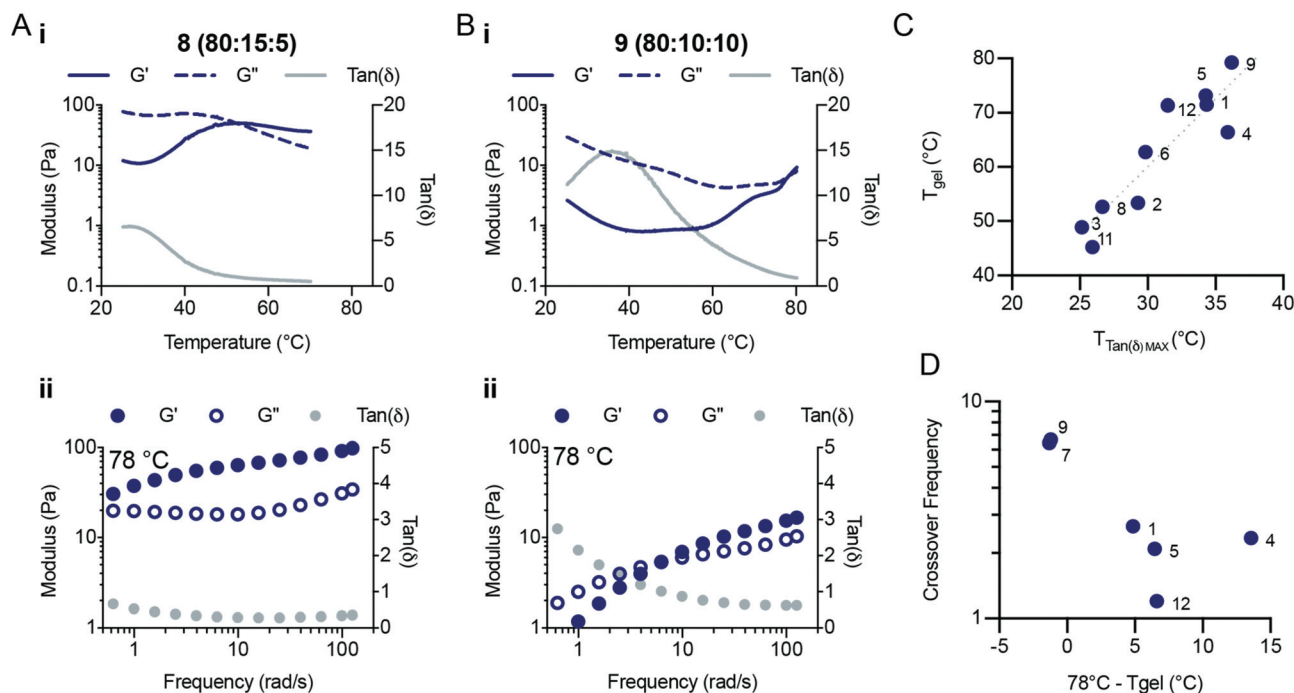 A i
8 (80:15:5)
G' G" Tan(δ)
100
10
1
0.1
Modulus (Pa)
20
15
10
5
0
Tan(δ)
20 40 60 80
Temperature (°C)
ii
G' G" Tan(δ)
78 °C
100
10
1
Modulus (Pa)
5
4
3
2
1
0
Tan(δ)
1 10 100
Frequency (rad/s)
B i
9 (80:10:10)
G' G" Tan(δ)
100
10
1
0.1
Modulus (Pa)
20
15
10
5
0
Tan(δ)
20 40 60 80
Temperature (°C)
ii
G' G" Tan(δ)
78 °C
100
10
1
Modulus (Pa)
5
4
3
2
1
0
Tan(δ)
1 10 100
Frequency (rad/s)
C
80
70
60
50
40
Tgel (°C)
9
5
12 1
4
6
8 2
3
11
20 25 30 35 40
TTan(δ) MAX (°C)
D
10
1
Crossover Frequency
9
7
1
5 4
12
-5 0 5 10 15
78°C - Tgel (°C)